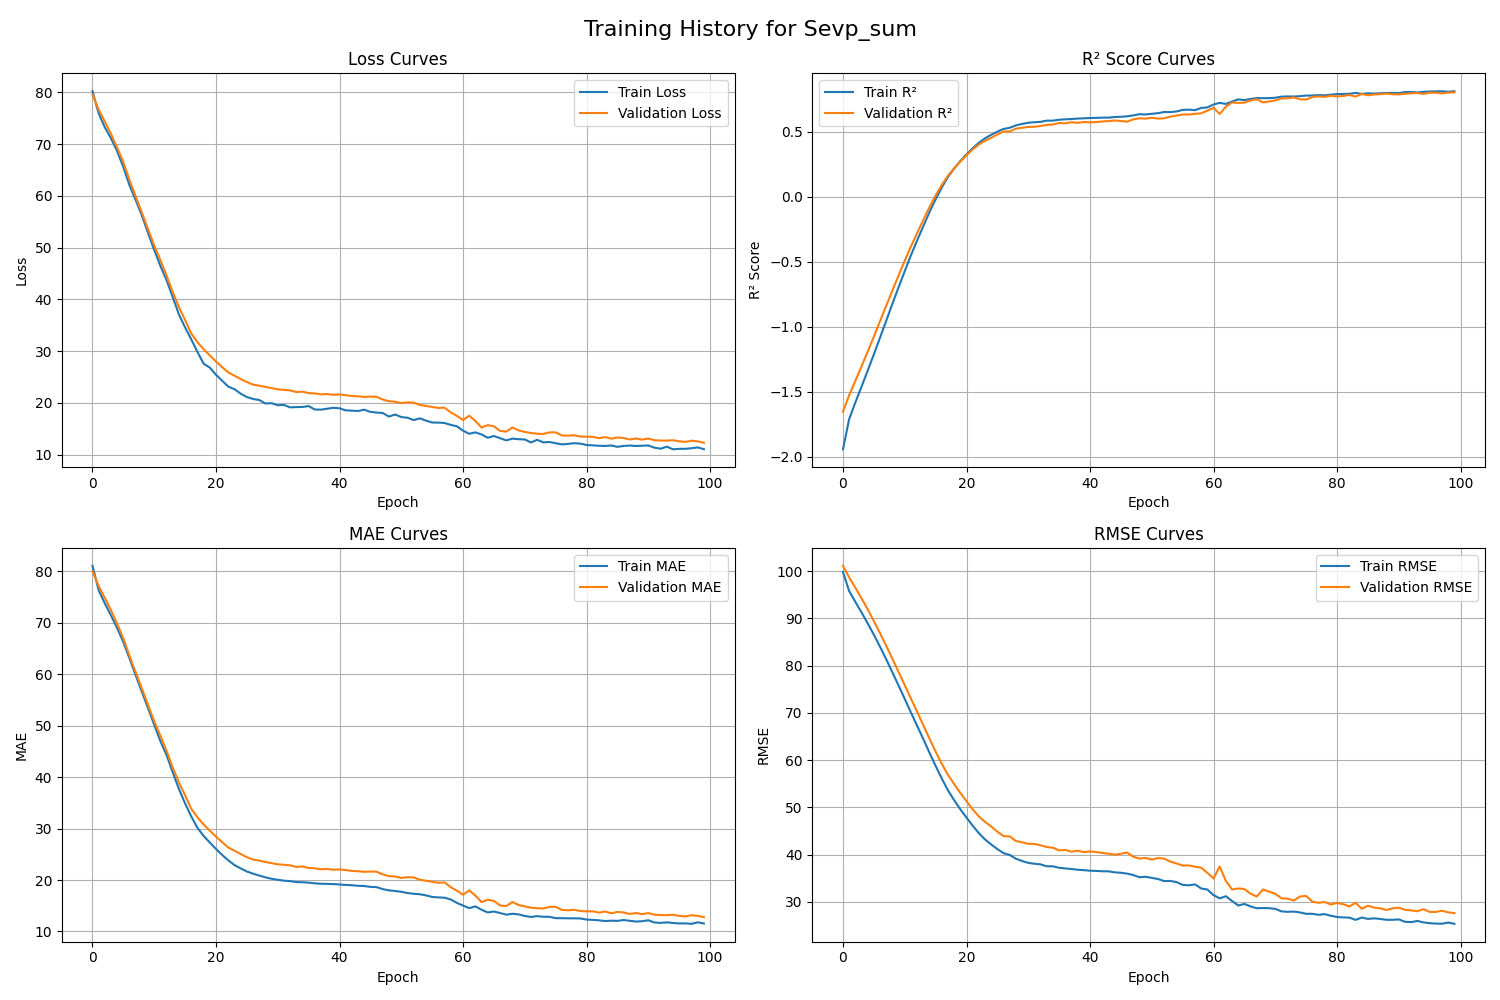 Training History for Sevp_sum
Loss Curves
Train Loss
Validation Loss
80
70
60
50
40
30
20
10
Loss
0 20 40 60 80 100
Epoch
R² Score Curves
Train R²
Validation R²
0.5
0.0
−0.5
−1.0
−1.5
−2.0
R² Score
0 20 40 60 80 100
Epoch
MAE Curves
Train MAE
Validation MAE
80
70
60
50
40
30
20
10
MAE
0 20 40 60 80 100
Epoch
RMSE Curves
Train RMSE
Validation RMSE
100
90
80
70
60
50
40
30
RMSE
0 20 40 60 80 100
Epoch